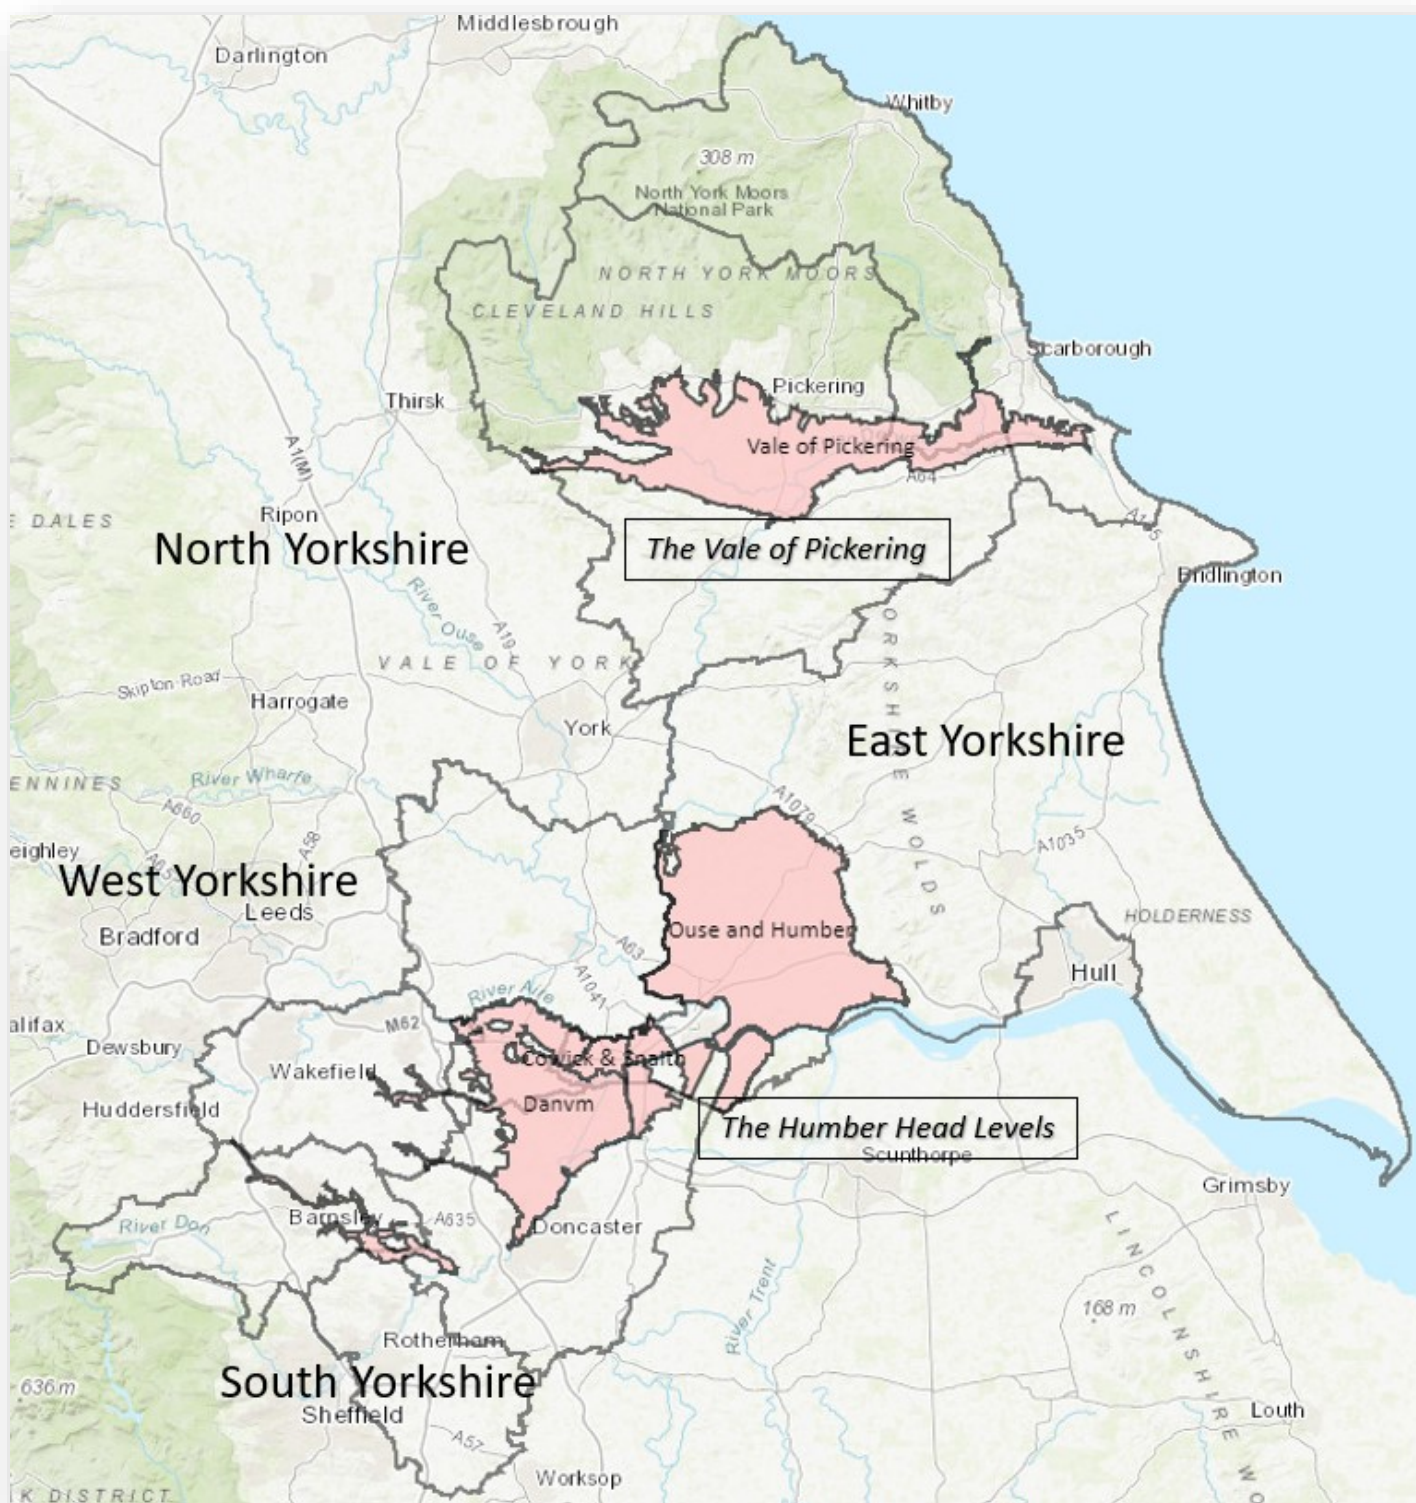 Middlesbrough
Darlington
Whitby
308 m
North York Moors
National Park
NORTH YORK MOORS
CLEVELAND HILLS
Scarborough
Pickering
Thirsk
Vale of Pickering
A1(M)
A64
Ripon
E DALES
North Yorkshire
The Vale of Pickering
Bridlington
River Ouse
A19
VALE OF YORK
Skipton Road
Harrogate
York
East Yorkshire
YORKSHIRE WOLDS
ENNINES
River Wharfe
A660
A58
A1079
A1035
eighley
West Yorkshire
Leeds
Bradford
HOLDERNESS
Ouse and Humber
A63
A1041
Hull
River Aire
M62
alifax
Dewsbury
Wakefield
Cowick & Snaith
Huddersfield
Danvm
The Humber Head Levels
Scunthorpe
Grimsby
Barnsley
A635
Doncaster
River Don
River Trent
LINCOLNSHIRE WO
168 m
Rotherham
South Yorkshire
636 m
Sheffield
Louth
A57
Worksop
K DISTRICT